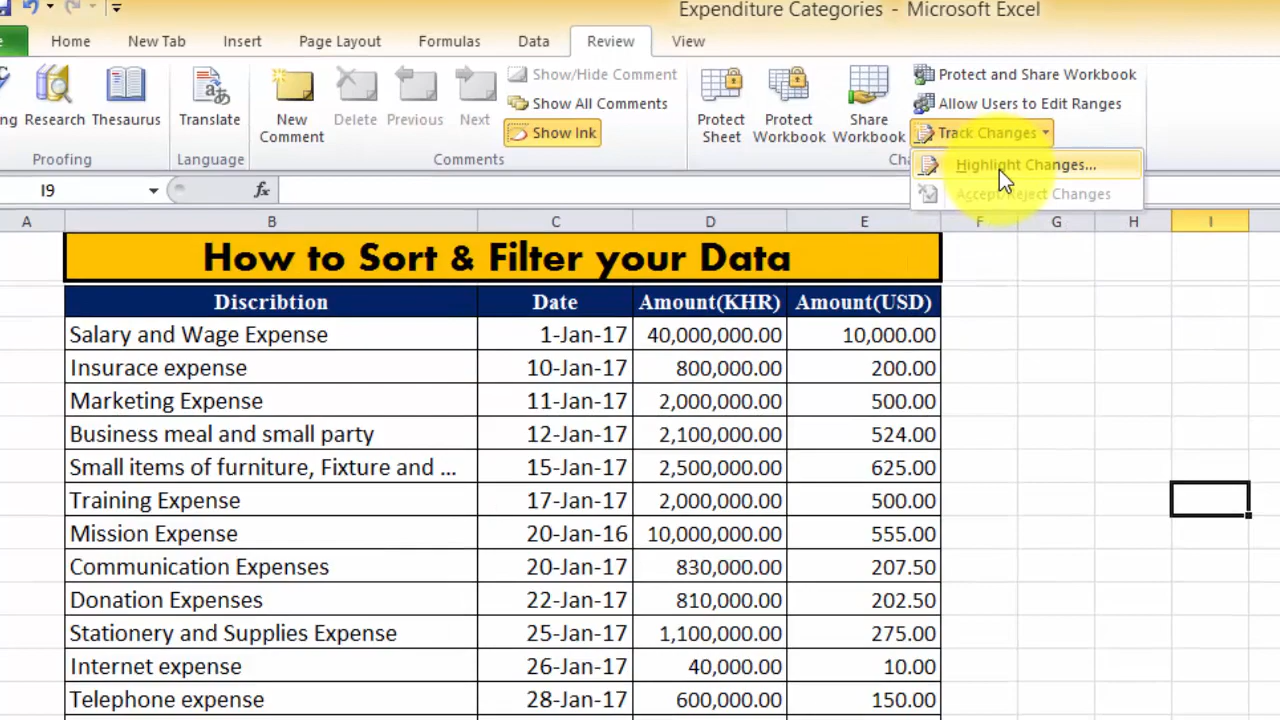 Expenditure Categories - Microsoft Excel
Home New Tab Insert Page Layout Formulas Data Review View
Show/Hide Comment Protect and Share Workbook
Research Thesaurus Translate New Comment Delete Previous Next Show All Comments Protect Sheet Protect Workbook Share Workbook Allow Users to Edit Ranges
Show Ink Track Changes
Proofing Language Comments
Highlight Changes...
Accept/Reject Changes
I9 fx
A B C D E F G H I
How to Sort & Filter your Data
Discribtion Date Amount(KHR) Amount(USD)
Salary and Wage Expense 1-Jan-17 40,000,000.00 10,000.00
Insurace expense 10-Jan-17 800,000.00 200.00
Marketing Expense 11-Jan-17 2,000,000.00 500.00
Business meal and small party 12-Jan-17 2,100,000.00 524.00
Small items of furniture, Fixture and ... 15-Jan-17 2,500,000.00 625.00
Training Expense 17-Jan-17 2,000,000.00 500.00
Mission Expense 20-Jan-16 10,000,000.00 555.00
Communication Expenses 20-Jan-17 830,000.00 207.50
Donation Expenses 22-Jan-17 810,000.00 202.50
Stationery and Supplies Expense 25-Jan-17 1,100,000.00 275.00
Internet expense 26-Jan-17 40,000.00 10.00
Telephone expense 28-Jan-17 600,000.00 150.00